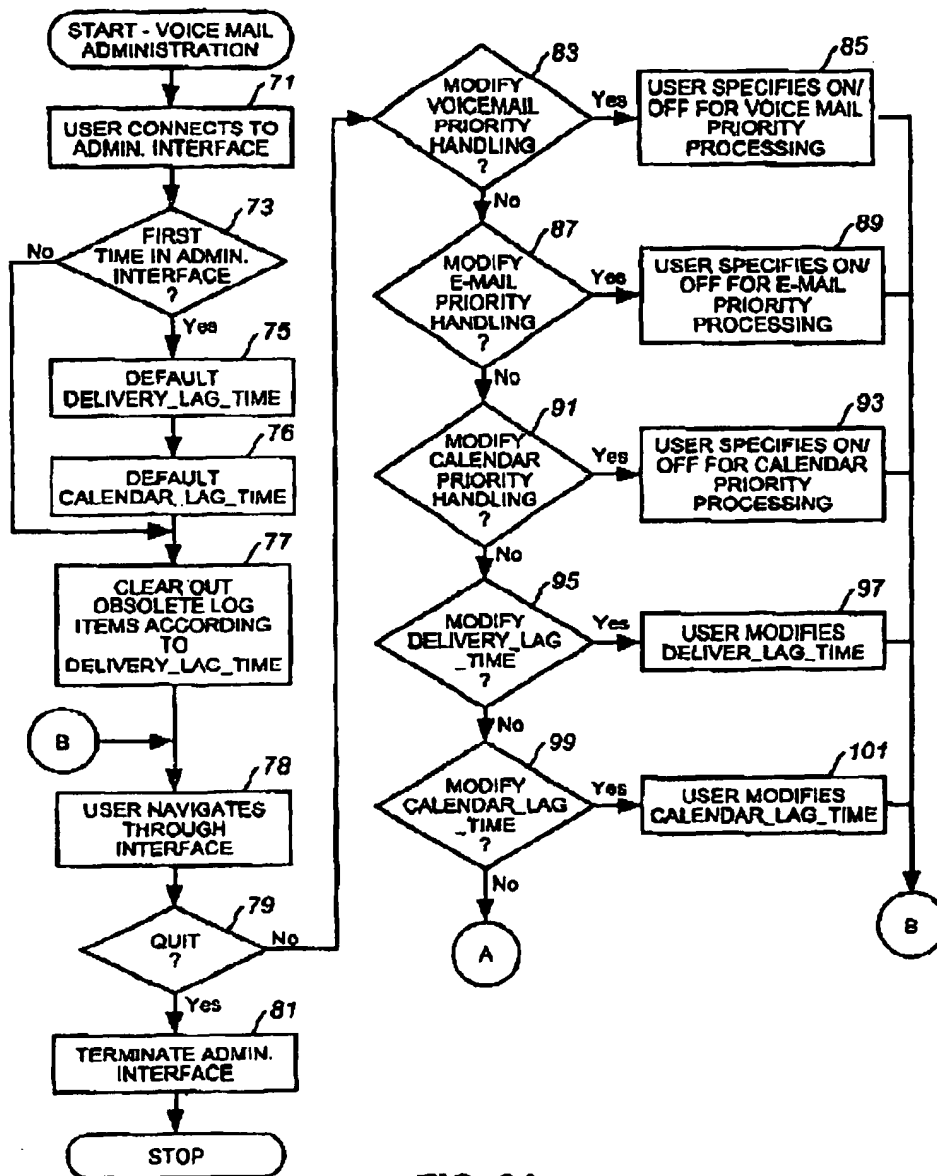 START - VOICE MAIL
ADMINISTRATION
71
USER CONNECTS TO
ADMIN. INTERFACE
73
FIRST
TIME IN ADMIN.
INTERFACE
?
No
Yes
75
DEFAULT
DELIVERY_LAG_TIME
76
DEFAULT
CALENDAR_LAG_TIME
77
CLEAR OUT
OBSOLETE LOG
ITEMS ACCORDING
TO
DELIVERY_LAG_TIME
B
78
USER NAVIGATES
THROUGH
INTERFACE
79
QUIT
?
No
Yes
81
TERMINATE ADMIN.
INTERFACE
STOP
83
MODIFY
VOICEMAIL
PRIORITY
HANDLING
?
Yes
No
85
USER SPECIFIES ON/
OFF FOR VOICE MAIL
PRIORITY
PROCESSING
87
MODIFY
E-MAIL
PRIORITY
HANDLING
?
Yes
No
89
USER SPECIFIES ON/
OFF FOR E-MAIL
PRIORITY
PROCESSING
91
MODIFY
CALENDAR
PRIORITY
HANDLING
?
Yes
No
93
USER SPECIFIES ON/
OFF FOR CALENDAR
PRIORITY
PROCESSING
95
MODIFY
DELIVERY_LAG
_TIME
?
Yes
No
97
USER MODIFIES
DELIVER_LAG_TIME
99
MODIFY
CALENDAR_LAG
_TIME
?
Yes
No
101
USER MODIFIES
CALENDAR_LAG_TIME
A
B